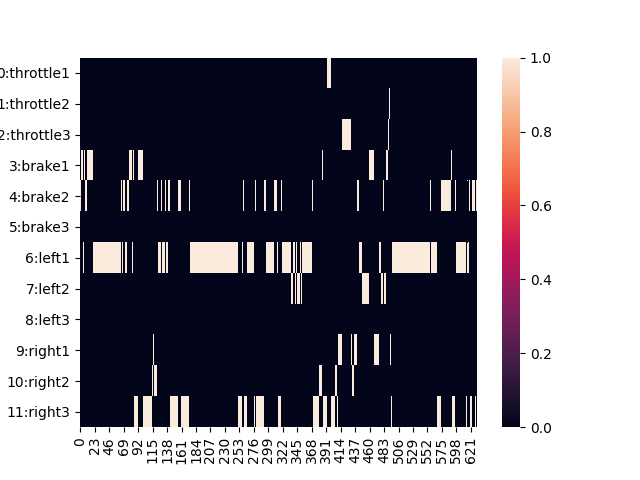 0:throttle1
1:throttle2
2:throttle3
3:brake1
4:brake2
5:brake3
6:left1
7:left2
8:left3
9:right1
10:right2
11:right3
0 23 46 69 92 115 138 161 184 207 230 253 276 299 322 345 368 391 414 437 460 483 506 529 552 575 598 621
1.0
0.8
0.6
0.4
0.2
0.0